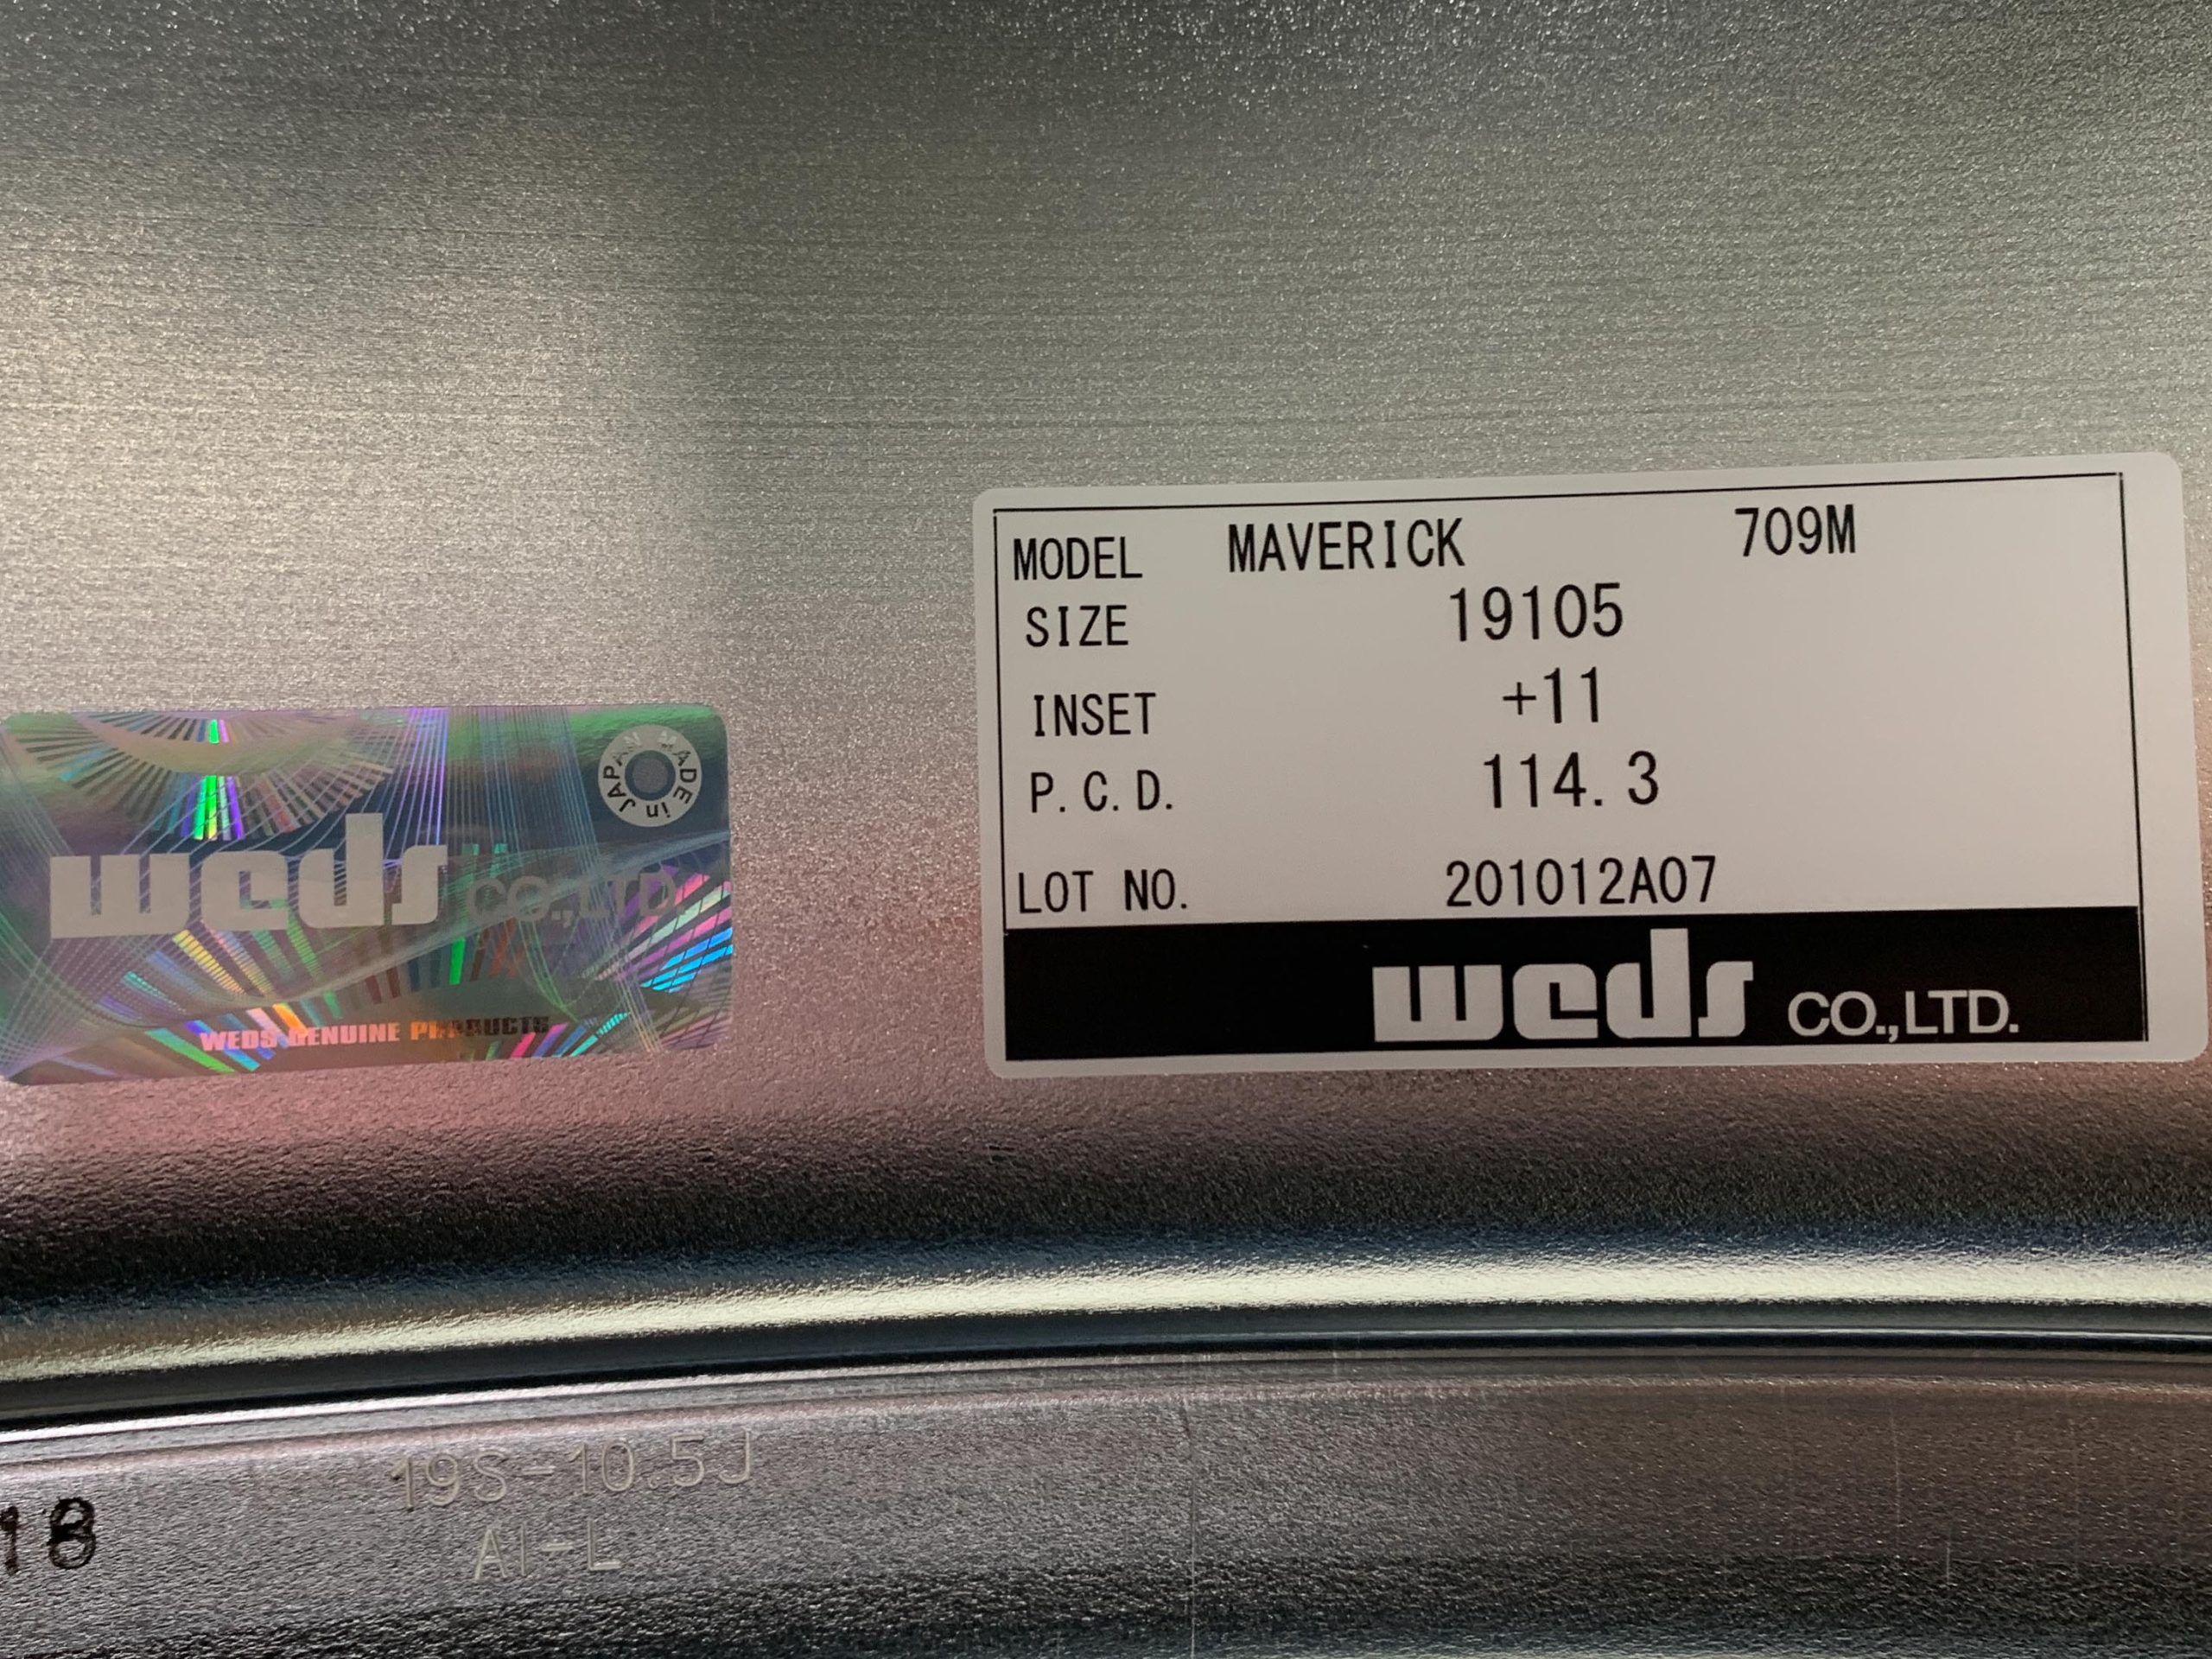 MODEL MAVERICK 709M
SIZE 19105
INSET +11
P.C.D. 114.3
LOT NO. 201012A07
weds CO.,LTD.
MADE in JAPAN
weds CO.,LTD.
WEDS GENUINE PRODUCTS
19S-10.5J
18